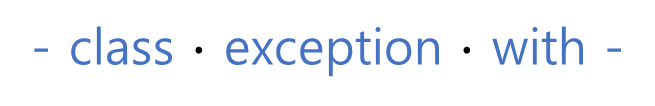 - class · exception · with -